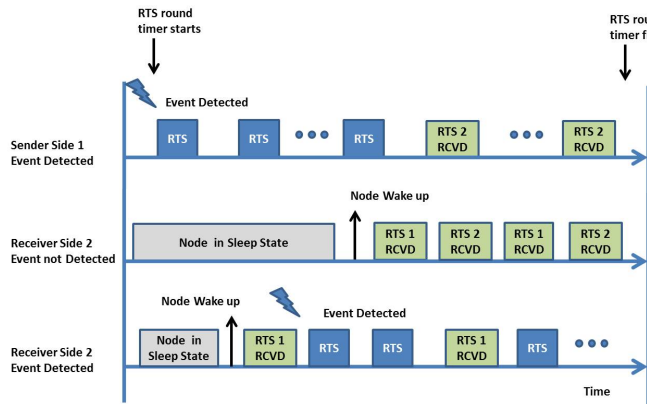 RTS round
timer starts
RTS rou
timer f
Event Detected
Sender Side 1
Event Detected
RTS
RTS
RTS
RTS 2
RCVD
RTS 2
RCVD
Node Wake up
Receiver Side 2
Event not Detected
Node in Sleep State
RTS 1
RCVD
RTS 2
RCVD
RTS 1
RCVD
RTS 2
RCVD
Node Wake up
Event Detected
Receiver Side 2
Event Detected
Node in
Sleep State
RTS 1
RCVD
RTS
RTS
RTS 1
RCVD
RTS
Time